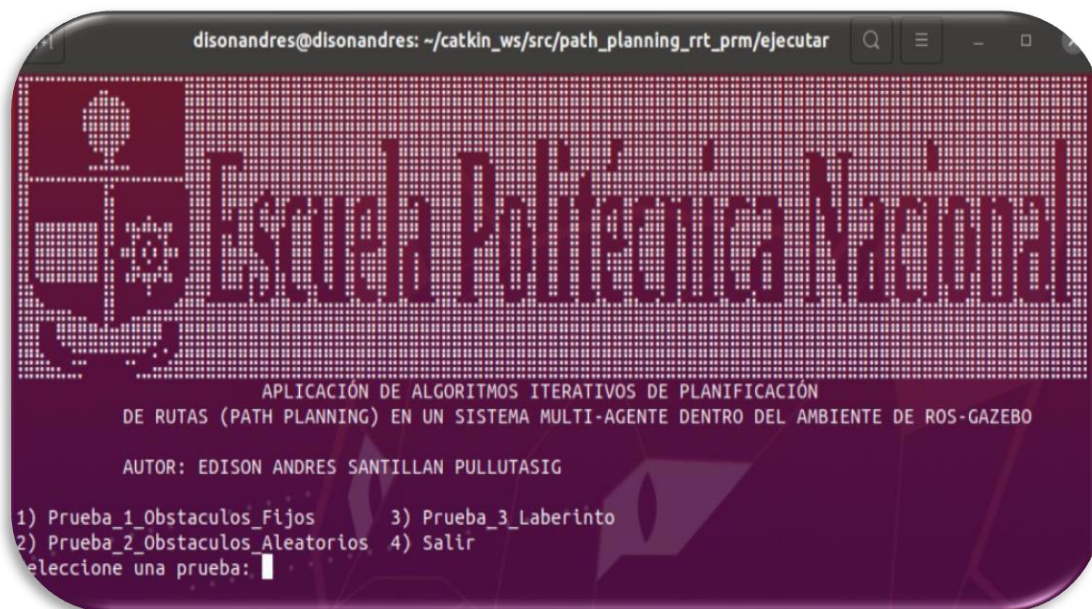 disonandres@disonandres: ~/catkin_ws/src/path_planning_rrt_prm/ejecutar
Escuela Politécnica Nacional
APLICACIÓN DE ALGORITMOS ITERATIVOS DE PLANIFICACIÓN
DE RUTAS (PATH PLANNING) EN UN SISTEMA MULTI-AGENTE DENTRO DEL AMBIENTE DE ROS-GAZEBO
AUTOR: EDISON ANDRES SANTILLAN PULLUTASIG
1) Prueba_1_Obstaculos_Fijos 3) Prueba_3_Laberinto
2) Prueba_2_Obstaculos_Aleatorios 4) Salir
eleccione una prueba: